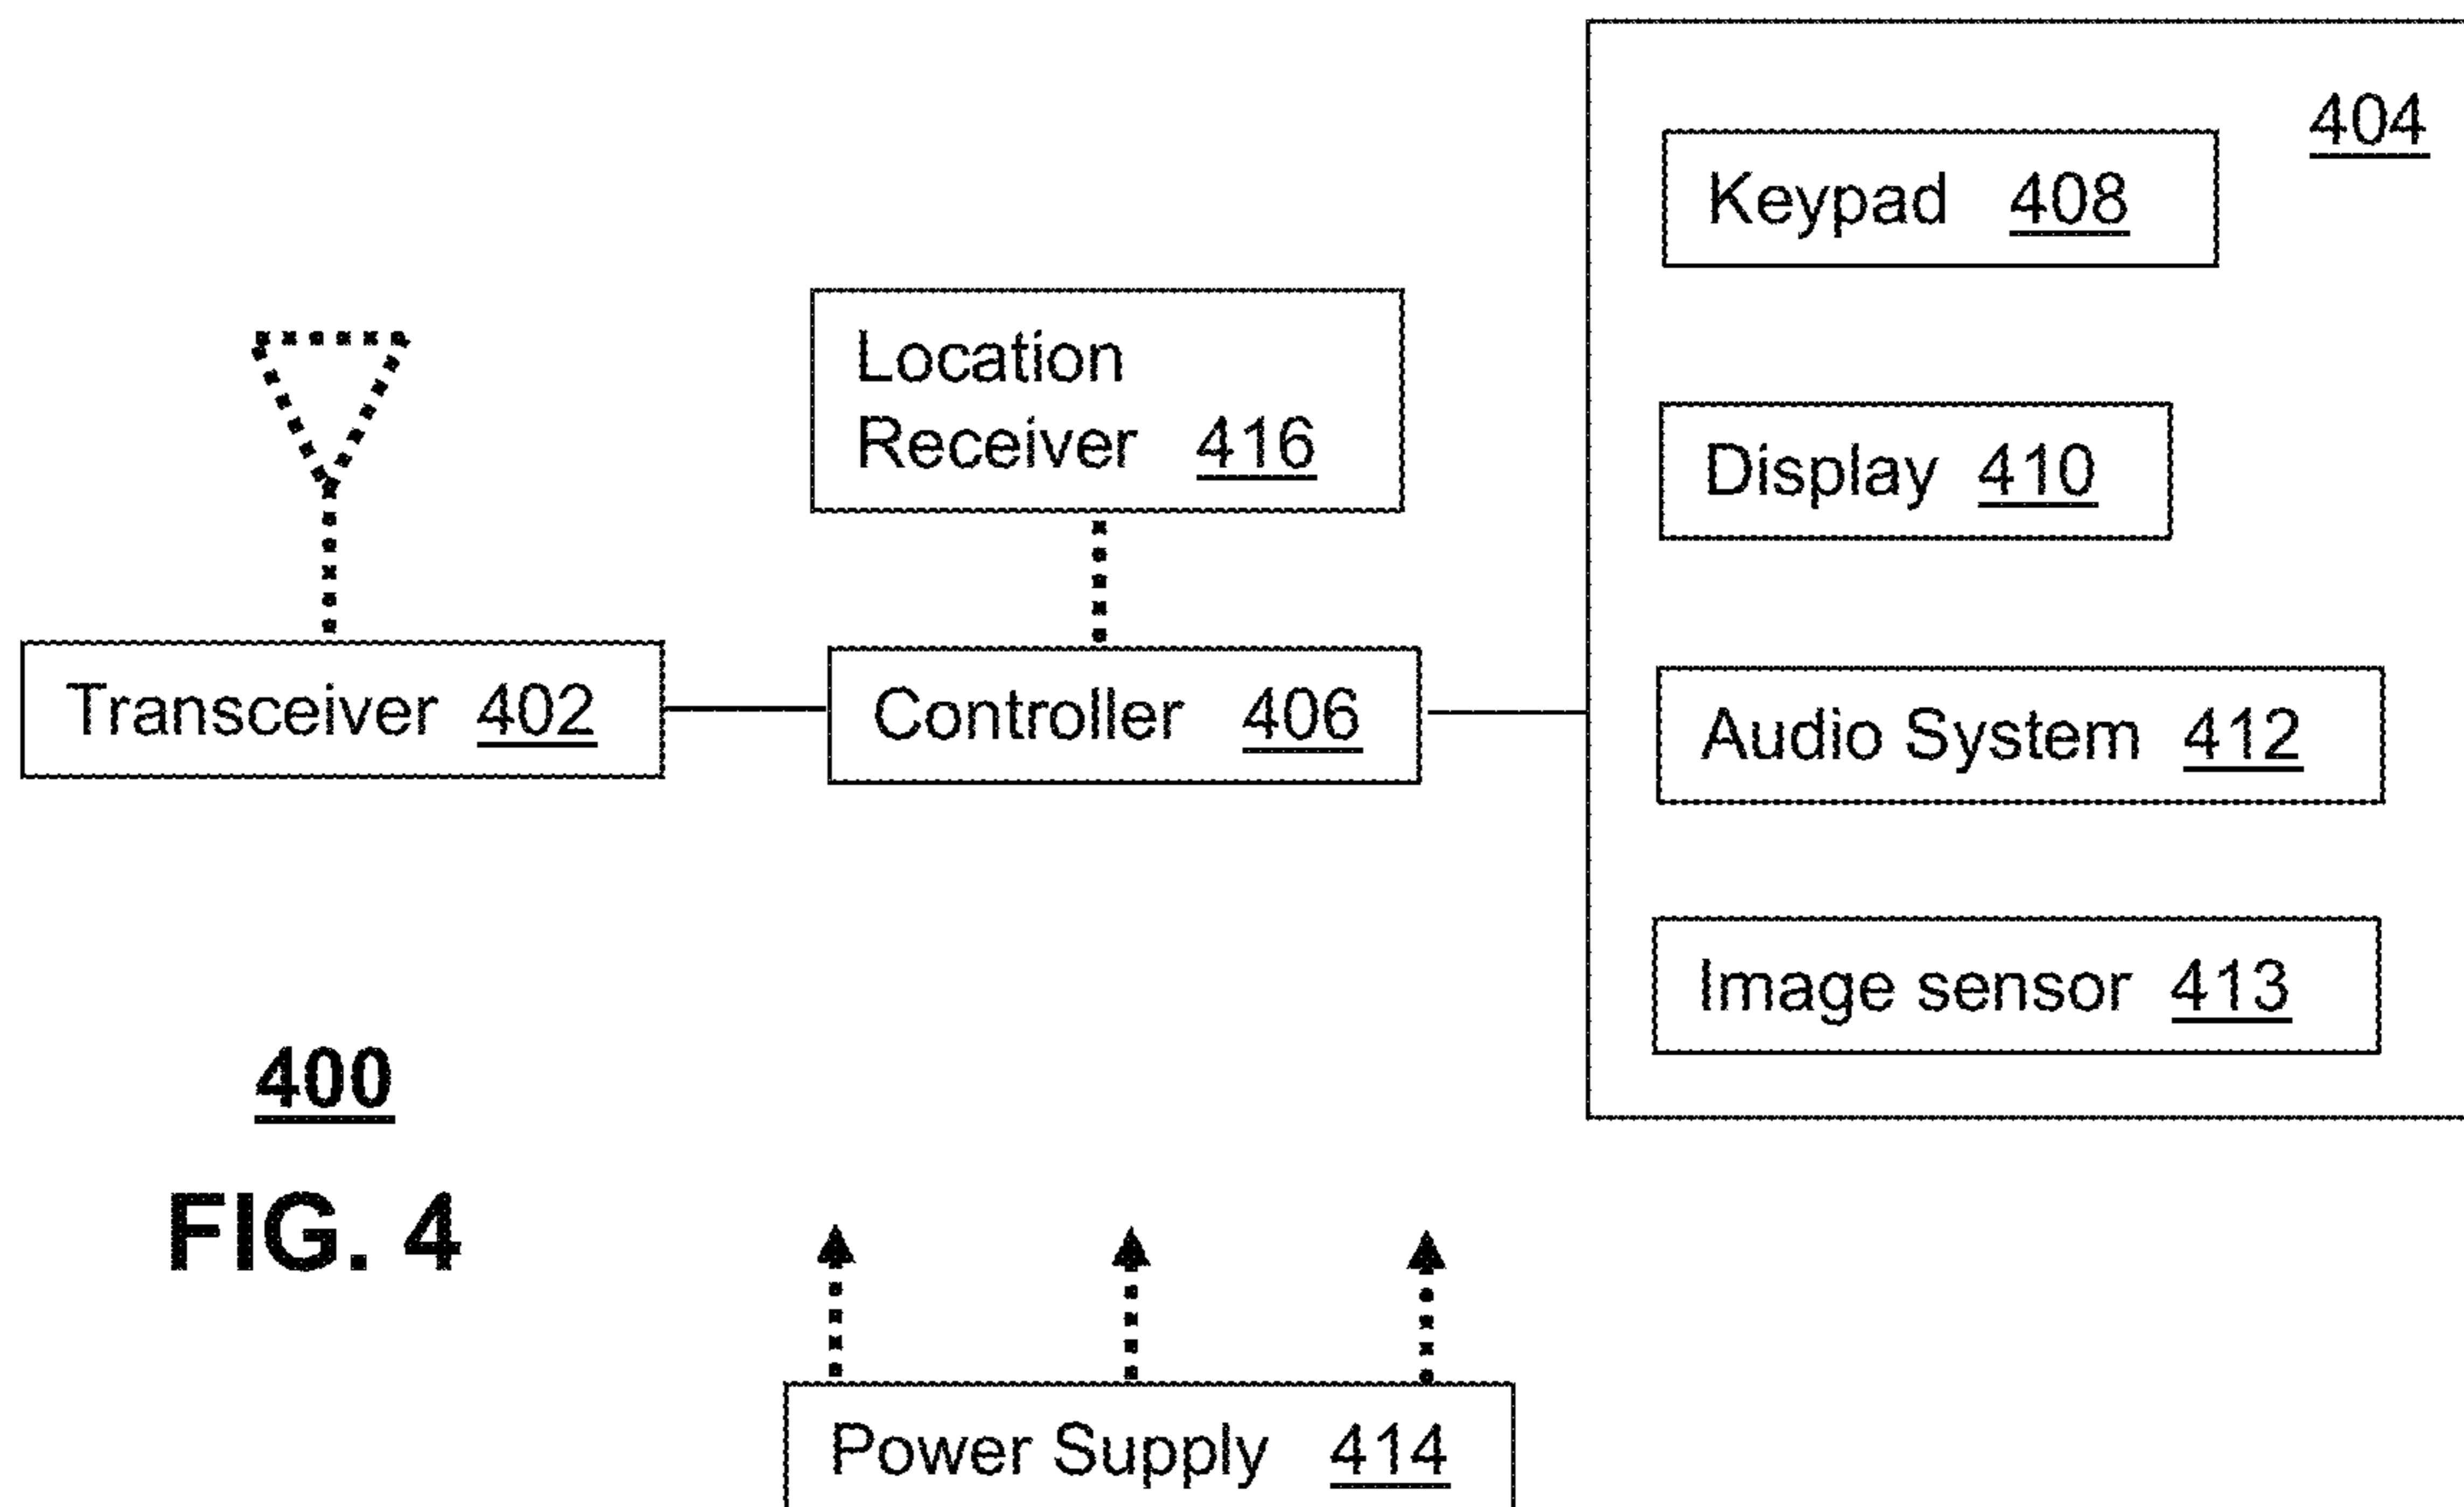 404
Keypad 408
Location
Receiver 416
Display 410
Transceiver 402
Controller 406
Audio System 412
Image sensor 413
400
FIG. 4
Power Supply 414